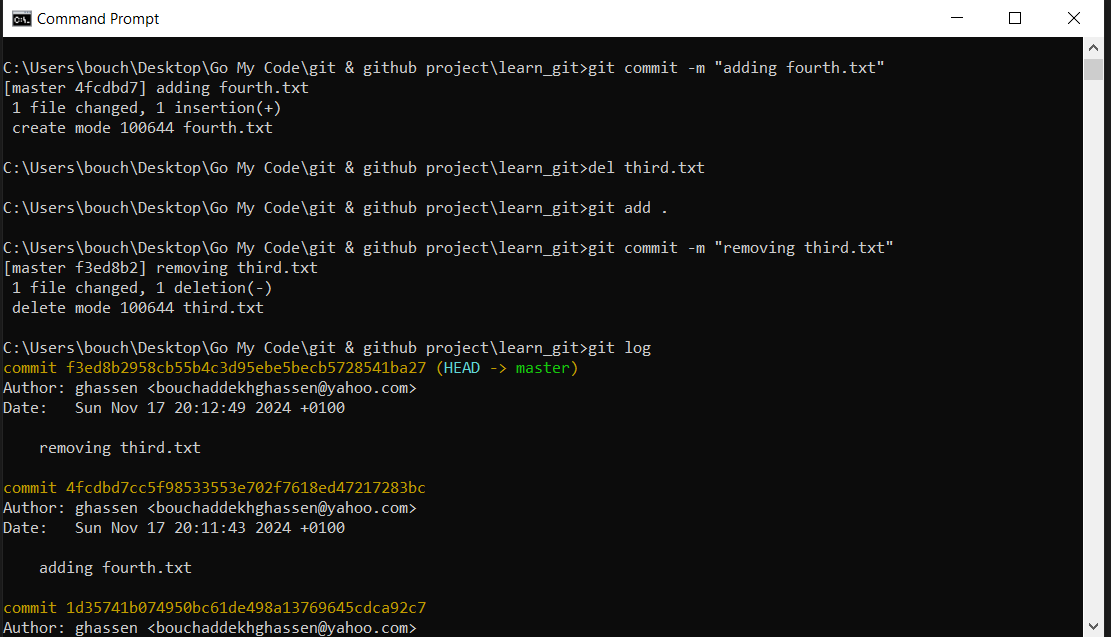 Command Prompt
C:\Users\bouch\Desktop\Go My Code\git & github project\learn_git>git commit -m "adding fourth.txt"
[master 4fcdbd7] adding fourth.txt
 1 file changed, 1 insertion(+)
 create mode 100644 fourth.txt
C:\Users\bouch\Desktop\Go My Code\git & github project\learn_git>del third.txt
C:\Users\bouch\Desktop\Go My Code\git & github project\learn_git>git add .
C:\Users\bouch\Desktop\Go My Code\git & github project\learn_git>git commit -m "removing third.txt"
[master f3ed8b2] removing third.txt
 1 file changed, 1 deletion(-)
 delete mode 100644 third.txt
C:\Users\bouch\Desktop\Go My Code\git & github project\learn_git>git log
commit f3ed8b2958cb55b4c3d95ebe5becb5728541ba27 (HEAD -> master)
Author: ghassen <bouchaddekhghassen@yahoo.com>
Date:   Sun Nov 17 20:12:49 2024 +0100
    removing third.txt
commit 4fcdbd7cc5f98533553e702f7618ed47217283bc
Author: ghassen <bouchaddekhghassen@yahoo.com>
Date:   Sun Nov 17 20:11:43 2024 +0100
    adding fourth.txt
commit 1d35741b074950bc61de498a13769645cdca92c7
Author: ghassen <bouchaddekhghassen@yahoo.com>